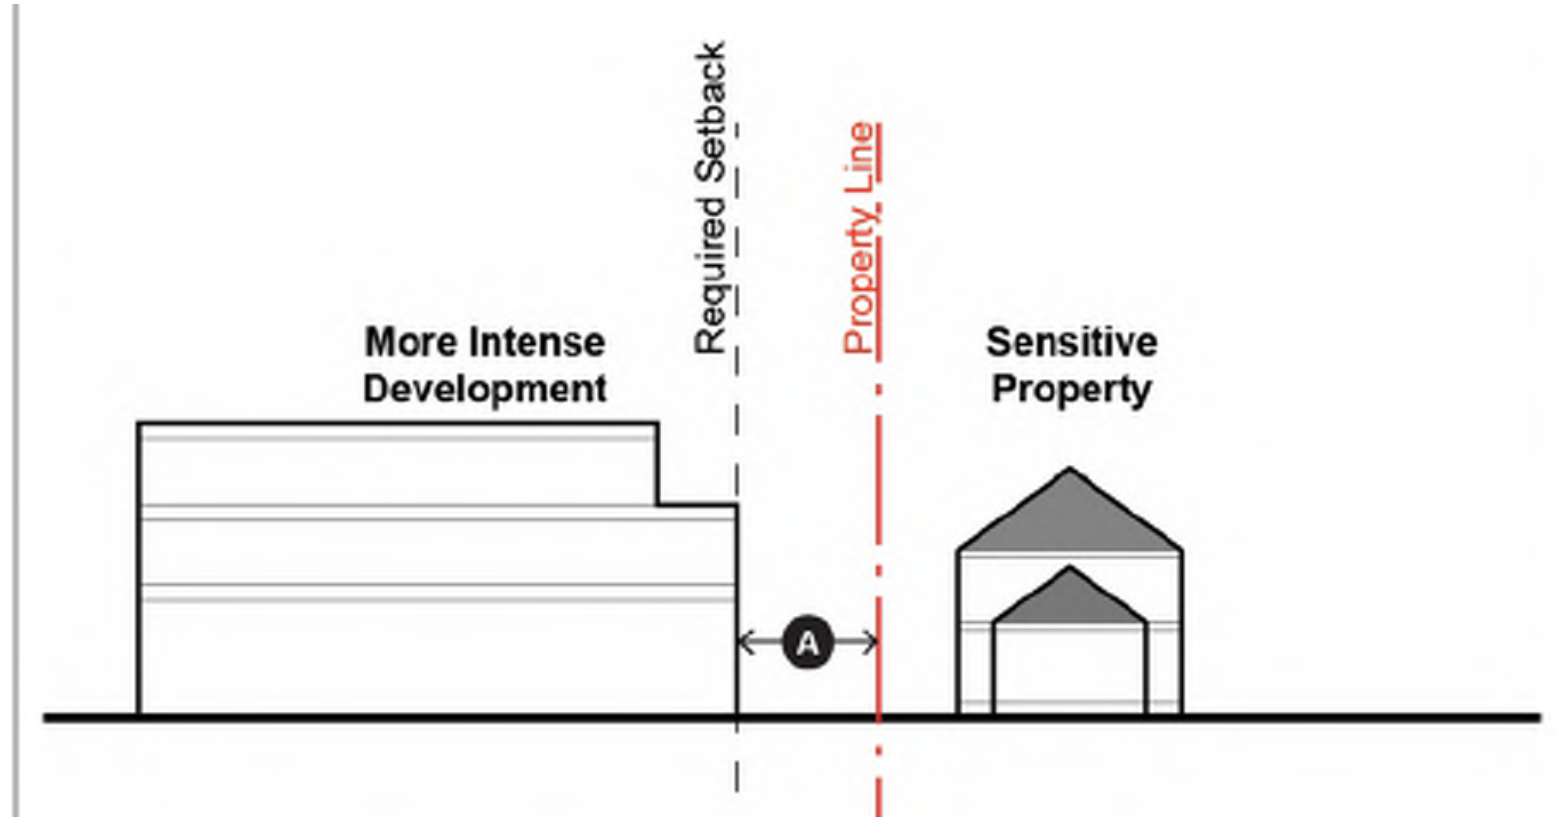 Required Setback
Property Line
More Intense
Development
Sensitive
Property
A